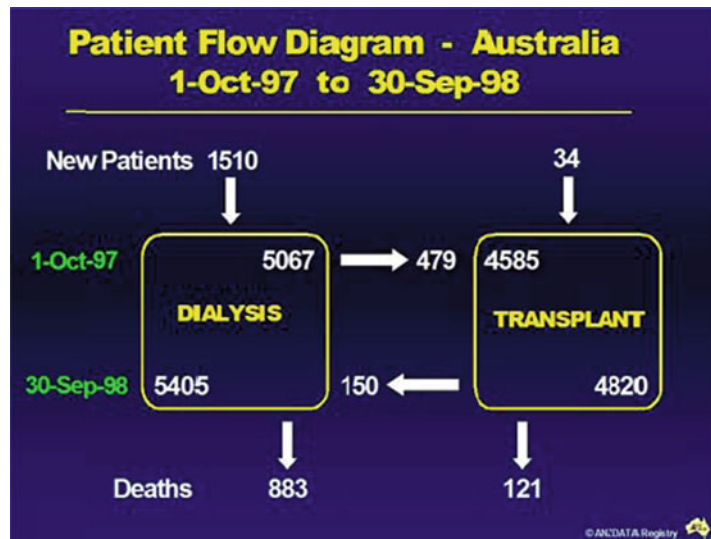 Patient Flow Diagram - Australia
1-Oct-97 to 30-Sep-98
New Patients 1510 34
1-Oct-97 5067 479 4585
DIALYSIS TRANSPLANT
30-Sep-98 5405 150 4820
Deaths 883 121
© ANZDATA Registry